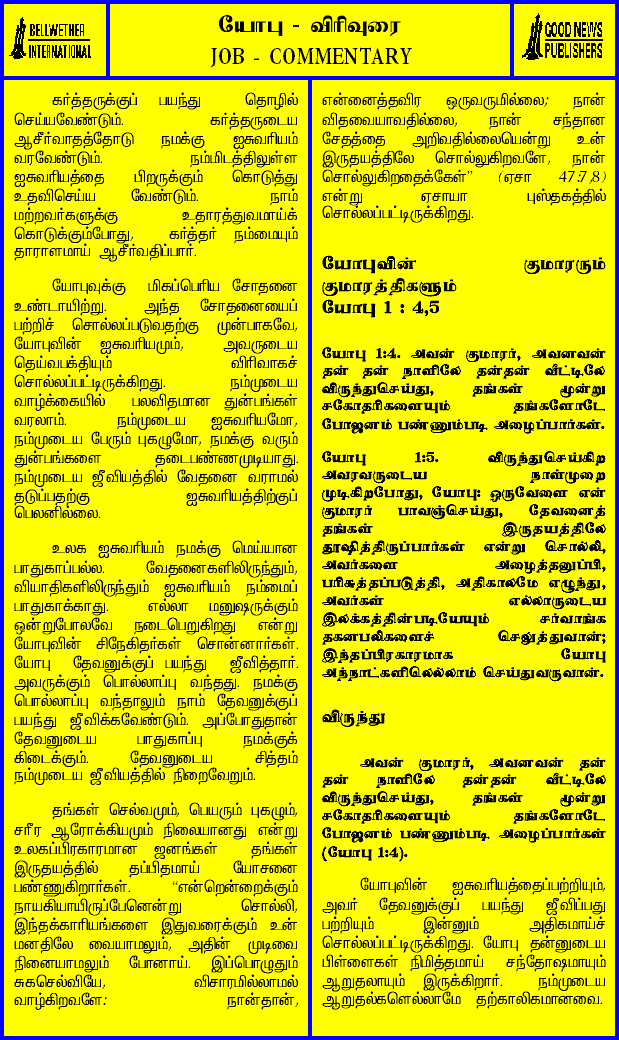 BELLWETHER
INTERNATIONAL
யோபு - விரிவுரை
JOB - COMMENTARY
GOOD NEWS
PUBLISHERS
கர்த்தருக்குப் பயந்து தொழில்
செய்யவேண்டும். கர்த்தருடைய
ஆசீர்வாதத்தோடு நமக்கு ஐசுவரியம்
வரவேண்டும். நம்மிடத்திலுள்ள
ஐசுவரியத்தை பிறருக்கும் கொடுத்து
உதவிசெய்ய வேண்டும். நாம்
மற்றவர்களுக்கு உதாரத்துவமாய்க்
கொடுக்கும்போது, கர்த்தர் நம்மையும்
தாராளமாய் ஆசீர்வதிப்பார்.
யோபுவுக்கு மிகப்பெரிய சோதனை
உண்டாயிற்று. அந்த சோதனையைப்
பற்றிச் சொல்லப்படுவதற்கு முன்பாகவே,
யோபுவின் ஐசுவரியமும், அவருடைய
தெய்வபக்தியும் விரிவாகச்
சொல்லப்பட்டிருக்கிறது. நம்முடைய
வாழ்க்கையில் பலவிதமான துன்பங்கள்
வரலாம். நம்முடைய ஐசுவரியமோ,
நம்முடைய பேரும் புகழுமோ, நமக்கு வரும்
துன்பங்களை தடைபண்ணமுடியாது.
நம்முடைய ஜீவியத்தில் வேதனை வராமல்
தடுப்பதற்கு ஐசுவரியத்திற்குப்
பெலனில்லை.
உலக ஐசுவரியம் நமக்கு மெய்யான
பாதுகாப்பல்ல. வேதனைகளிலிருந்தும்,
வியாதிகளிலிருந்தும் ஐசுவரியம் நம்மைப்
பாதுகாக்காது. எல்லா மனுஷருக்கும்
ஒன்றுபோலவே நடைபெறுகிறது என்று
யோபுவின் சிநேகிதர்கள் சொன்னார்கள்.
யோபு தேவனுக்குப் பயந்து ஜீவித்தார்.
அவருக்கும் பொல்லாப்பு வந்தது. நமக்கு
பொல்லாப்பு வந்தாலும் நாம் தேவனுக்குப்
பயந்து ஜீவிக்கவேண்டும். அப்போதுதான்
தேவனுடைய பாதுகாப்பு நமக்குக்
கிடைக்கும். தேவனுடைய சித்தம்
நம்முடைய ஜீவியத்தில் நிறைவேறும்.
தங்கள் செல்வமும், பெயரும் புகழும்,
சரீர ஆரோக்கியமும் நிலையானது என்று
உலகப்பிரகாரமான ஜனங்கள் தங்கள்
இருதயத்தில் தப்பிதமாய் யோசனை
பண்ணுகிறார்கள். “என்றென்றைக்கும்
நாயகியாயிருப்பேனென்று சொல்லி,
இந்தக்காரியங்களை இதுவரைக்கும் உன்
மனதிலே வையாமலும், அதின் முடிவை
நினையாமலும் போனாய். இப்பொழுதும்
சுகசெல்வியே, விசாரமில்லாமல்
வாழ்கிறவளே: நான்தான்,
என்னைத்தவிர ஒருவருமில்லை; நான்
விதவையாவதில்லை, நான் சந்தான
சேதத்தை அறிவதில்லையென்று உன்
இருதயத்திலே சொல்லுகிறவளே, நான்
சொல்லுகிறதைக்கேள்” (ஏசா 47:7,8)
என்று ஏசாயா புஸ்தகத்தில்
சொல்லப்பட்டிருக்கிறது.
யோபுவின் குமாரரும்
குமாரத்திகளும்
யோபு 1 : 4,5
யோபு 1:4. அவன் குமாரர், அவனவன்
தன் தன் நாளிலே தன்தன் வீட்டிலே
விருந்துசெய்து, தங்கள் மூன்று
சகோதரிகளையும் தங்களோடே
போஜனம் பண்ணும்படி அழைப்பார்கள்.
யோபு 1:5. விருந்துசெய்கிற
அவரவருடைய நாள்முறை
முடிகிறபோது, யோபு: ஒருவேளை என்
குமாரர் பாவஞ்செய்து, தேவனைத்
தங்கள் இருதயத்திலே
தூஷித்திருப்பார்கள் என்று சொல்லி,
அவர்களை அழைத்தனுப்பி,
பரிசுத்தப்படுத்தி, அதிகாலமே எழுந்து,
அவர்கள் எல்லாருடைய
இலக்கத்தின்படியேயும் சர்வாங்க
தகனபலிகளைச் செலுத்துவான்;
இந்தப்பிரகாரமாக யோபு
அந்நாட்களிலெல்லாம் செய்துவருவான்.
விருந்து
அவன் குமாரர், அவனவன் தன்
தன் நாளிலே தன்தன் வீட்டிலே
விருந்துசெய்து, தங்கள் மூன்று
சகோதரிகளையும் தங்களோடே
போஜனம் பண்ணும்படி அழைப்பார்கள்
(யோபு 1:4).
யோபுவின் ஐசுவரியத்தைப்பற்றியும்,
அவர் தேவனுக்குப் பயந்து ஜீவிப்பது
பற்றியும் இன்னும் அதிகமாய்ச்
சொல்லப்பட்டிருக்கிறது. யோபு தன்னுடைய
பிள்ளைகள் நிமித்தமாய் சந்தோஷமாயும்
ஆறுதலாயும் இருக்கிறார். நம்முடைய
ஆறுதல்களெல்லாமே தற்காலிகமானவை.